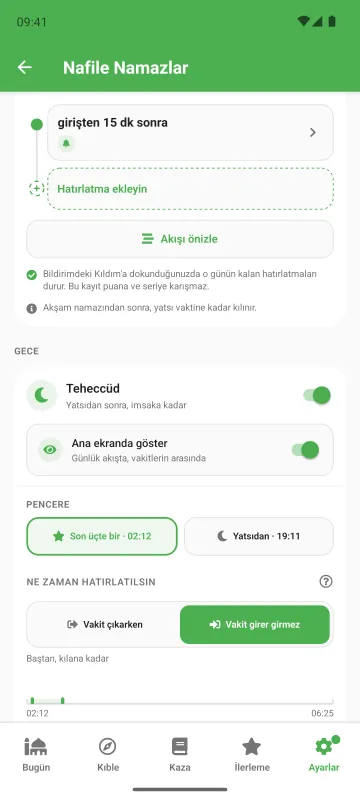 09:41
Nafile Namazlar
girişten 15 dk sonra
Hatırlatma ekleyin
Akışı önizle
Bildirimdeki Kıldım'a dokunduğunuzda o günün kalan hatırlatmaları
durur. Bu kayıt puana ve seriye karışmaz.
Akşam namazından sonra, yatsı vaktine kadar kılınır.
GECE
Teheccüd
Yatsıdan sonra, imsaka kadar
Ana ekranda göster
Günlük akışta, vakitlerin arasında
PENCERE
Son üçte bir · 02:12
Yatsıdan · 19:11
NE ZAMAN HATIRLATILSIN
Vakit çıkarken
Vakit girer girmez
Baştan, kılana kadar
02:12
06:25
Bugün
Kıble
Kaza
İlerleme
Ayarlar